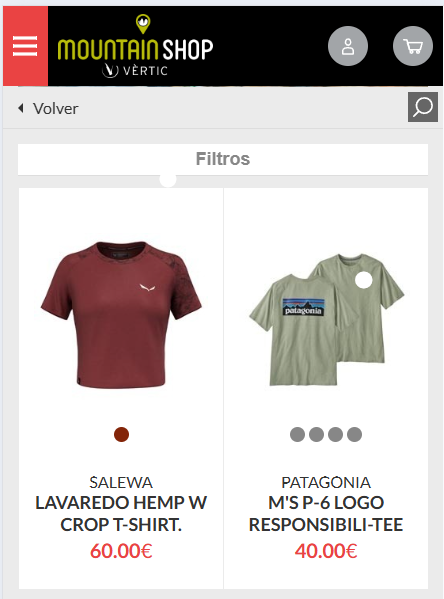 MOUNTAIN SHOP
VÈRTIC
Volver
Filtros
patagonia
SALEWA
LAVAREDO HEMP W
CROP T-SHIRT.
60.00€
PATAGONIA
M'S P-6 LOGO
RESPONSIBILI-TEE
40.00€